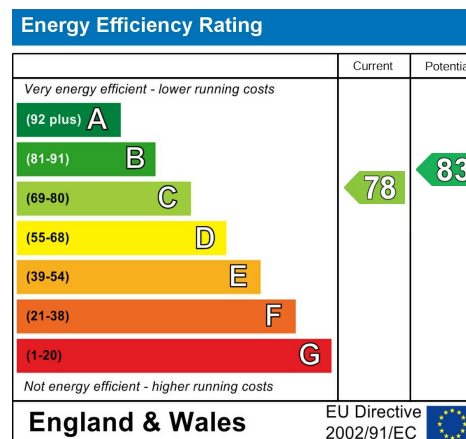 Energy Efficiency Rating
Current Potential
Very energy efficient - lower running costs
(92 plus) A
(81-91) B
(69-80) C
(55-68) D
(39-54) E
(21-38) F
(1-20) G
78
83
Not energy efficient - higher running costs
England & Wales
EU Directive
2002/91/EC